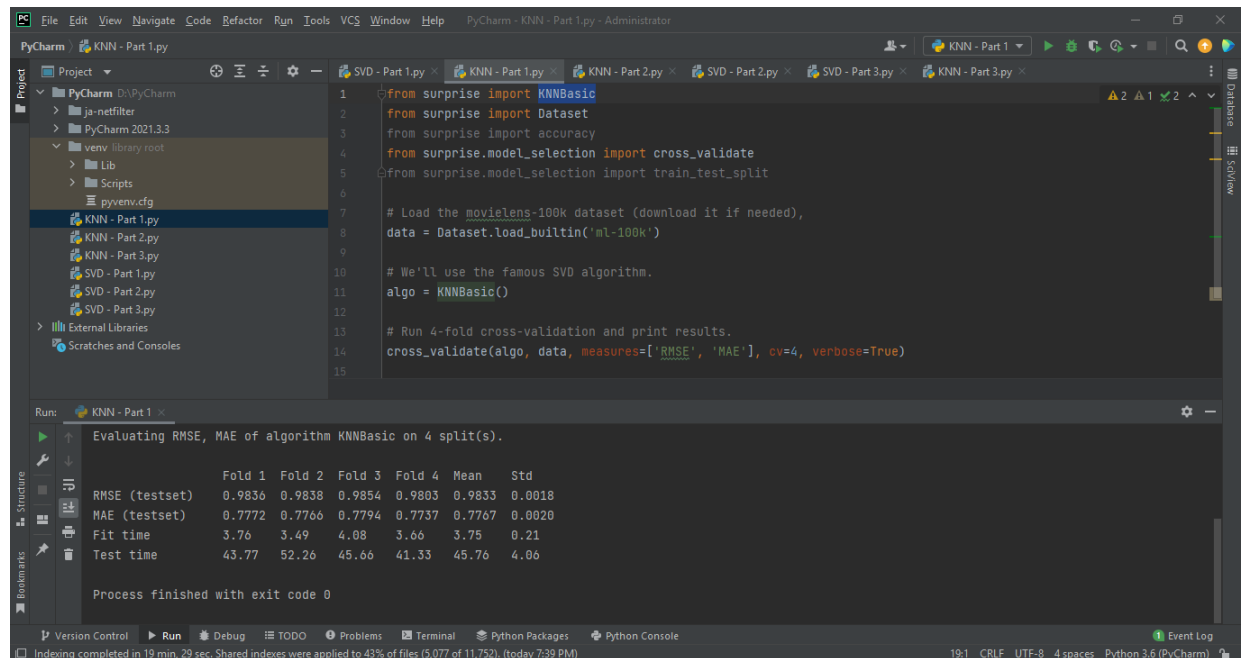 PC File Edit View Navigate Code Refactor Run Tools VCS Window Help PyCharm - KNN - Part 1.py - Administrator
PyCharm KNN - Part 1.py KNN - Part 1
Project SVD - Part 1.py KNN - Part 1.py KNN - Part 2.py SVD - Part 2.py SVD - Part 3.py KNN - Part 3.py
Project
PyCharm D:\PyCharm
ja-netfilter
PyCharm 2021.3.3
venv library root
Lib
Scripts
pyvenv.cfg
KNN - Part 1.py
KNN - Part 2.py
KNN - Part 3.py
SVD - Part 1.py
SVD - Part 2.py
SVD - Part 3.py
External Libraries
Scratches and Consoles
1 from surprise import KNNBasic
2 from surprise import Dataset
3 from surprise import accuracy
4 from surprise.model_selection import cross_validate
5 from surprise.model_selection import train_test_split
6
7 # Load the movielens-100k dataset (download it if needed),
8 data = Dataset.load_builtin('ml-100k')
9
10 # We'll use the famous SVD algorithm.
11 algo = KNNBasic()
12
13 # Run 4-fold cross-validation and print results.
14 cross_validate(algo, data, measures=['RMSE', 'MAE'], cv=4, verbose=True)
15
2 1 2
Database
SciView
Run: KNN - Part 1
Evaluating RMSE, MAE of algorithm KNNBasic on 4 split(s).
Fold 1 Fold 2 Fold 3 Fold 4 Mean Std
RMSE (testset) 0.9836 0.9838 0.9854 0.9803 0.9833 0.0018
MAE (testset) 0.7772 0.7766 0.7794 0.7737 0.7767 0.0020
Fit time 3.76 3.49 4.08 3.66 3.75 0.21
Test time 43.77 52.26 45.66 41.33 45.76 4.06
Process finished with exit code 0
Structure
Bookmarks
Version Control Run Debug TODO Problems Terminal Python Packages Python Console 1 Event Log
Indexing completed in 19 min, 29 sec. Shared indexes were applied to 43% of files (5,077 of 11,752). (today 7:39 PM) 19:1 CRLF UTF-8 4 spaces Python 3.6 (PyCharm)